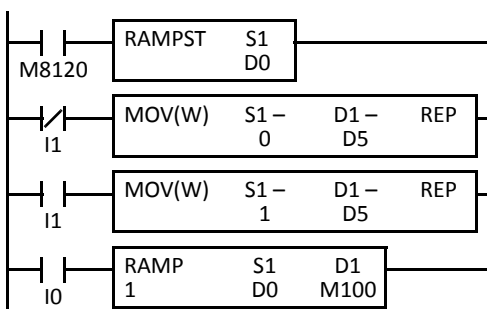 RAMPST S1
D0
M8120
MOV(W) S1 – D1 – REP
0 D5
I1
MOV(W) S1 – D1 – REP
1 D5
I1
RAMP S1 D1
1 D0 M100
I0